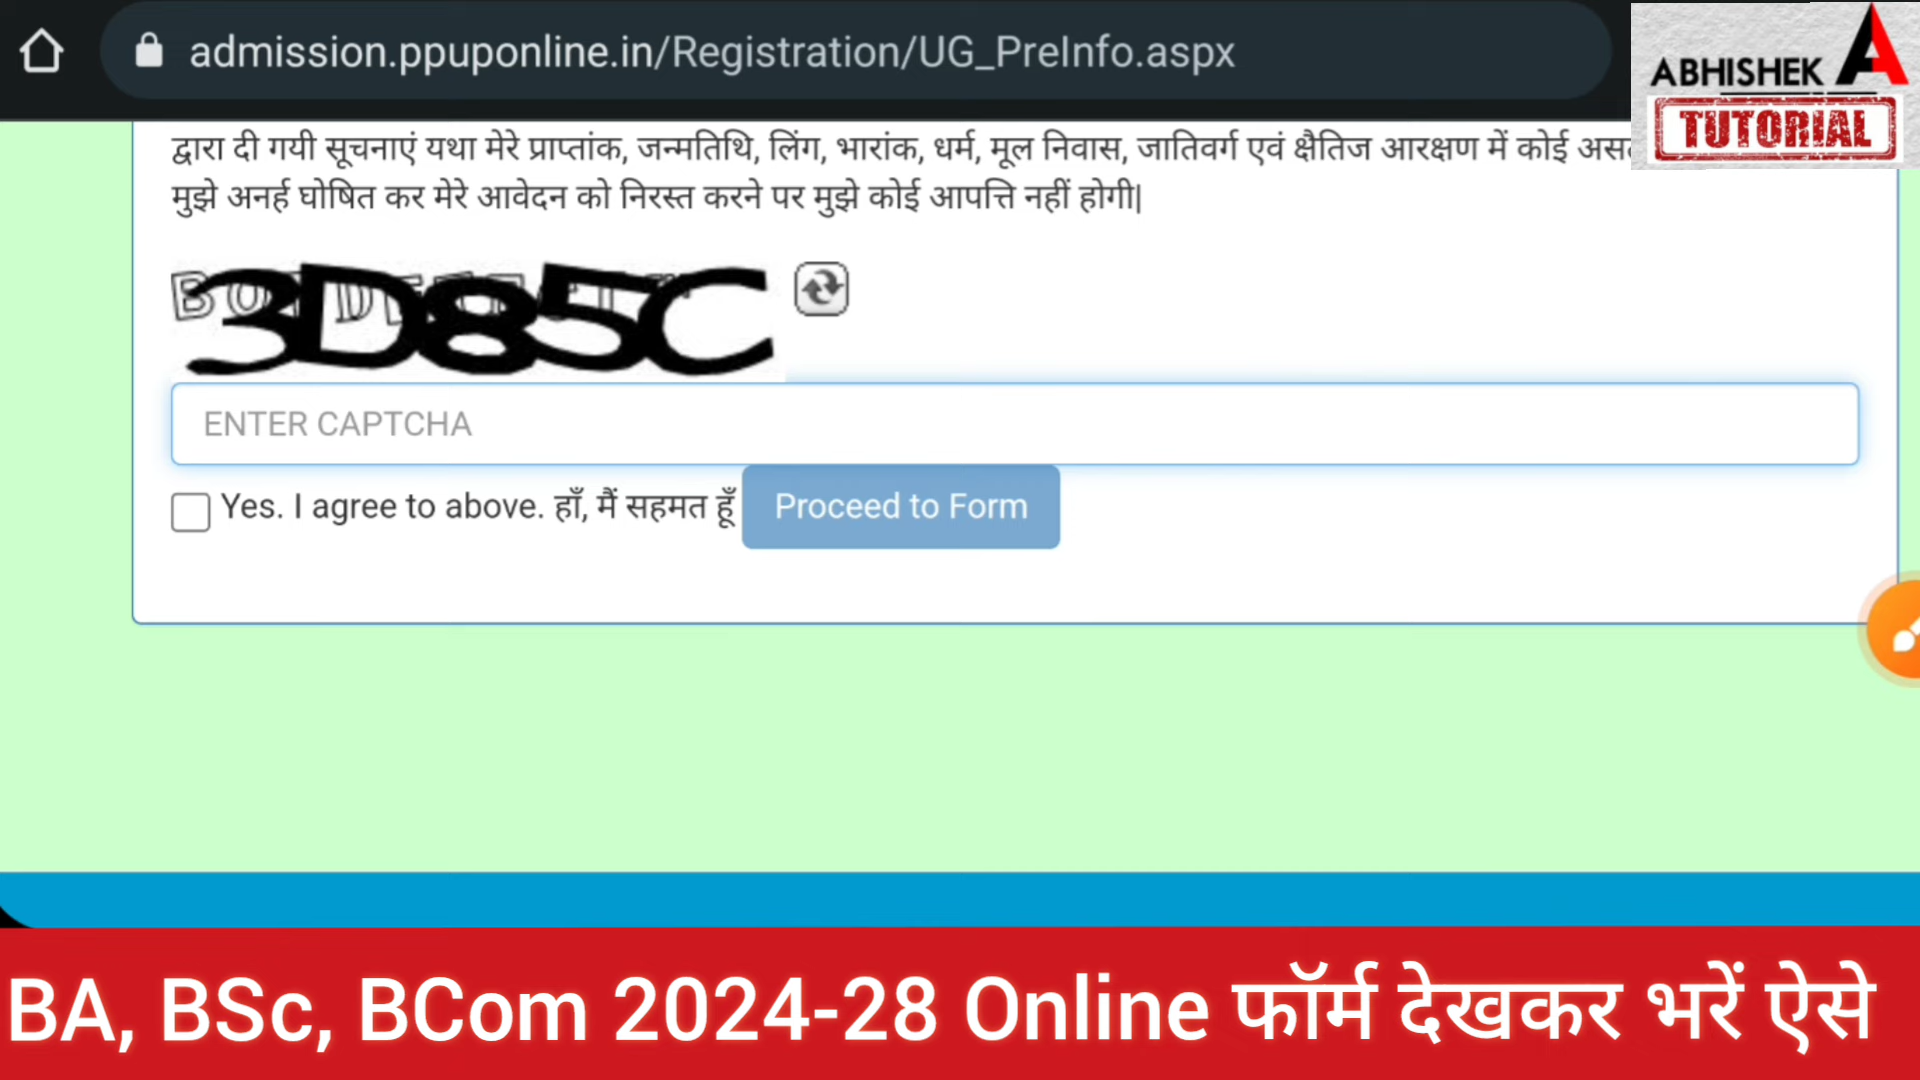 admission.ppuponline.in/Registration/UG_PreInfo.aspx
ABHISHEK
TUTORIAL
द्वारा दी गयी सूचनाएं यथा मेरे प्राप्तांक, जन्मतिथि, लिंग, भारांक, धर्म, मूल निवास, जातिवर्ग एवं क्षैतिज आरक्षण में कोई
मुझे अनर्ह घोषित कर मेरे आवेदन को निरस्त करने पर मुझे कोई आपत्ति नहीं होगी|
3D85C
ENTER CAPTCHA
Yes. I agree to above. हाँ, मैं सहमत हूँ Proceed to Form
BA, BSc, BCom 2024-28 Online फॉर्म देखकर भरें ऐसे